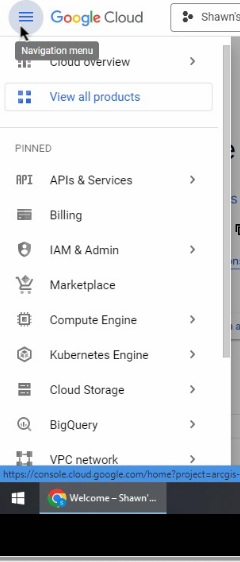 Google Cloud
Shawn's
Navigation menu
Cloud overview
View all products
PINNED
API APIs & Services
Billing
IAM & Admin
Marketplace
Compute Engine
Kubernetes Engine
Cloud Storage
BigQuery
VPC network
https://console.cloud.google.com/home?project=arcgis-
Welcome – Shawn'...